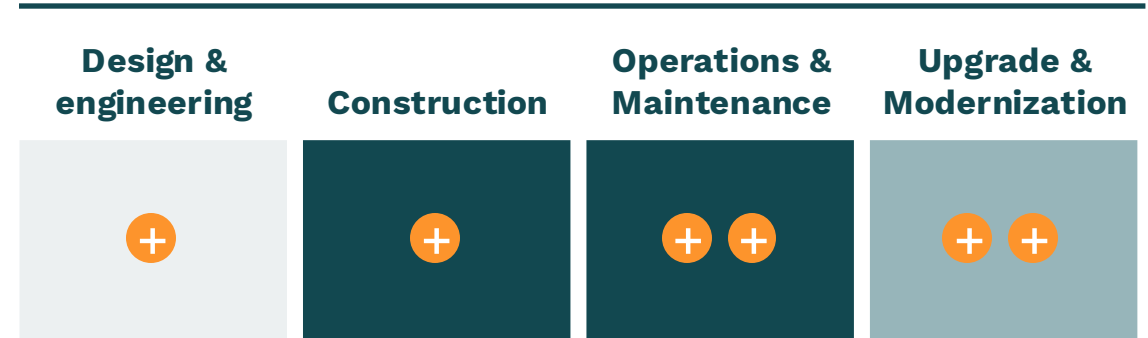 Design &
engineering
Construction
Operations &
Maintenance
Upgrade &
Modernization
+
+
+ +
+ +